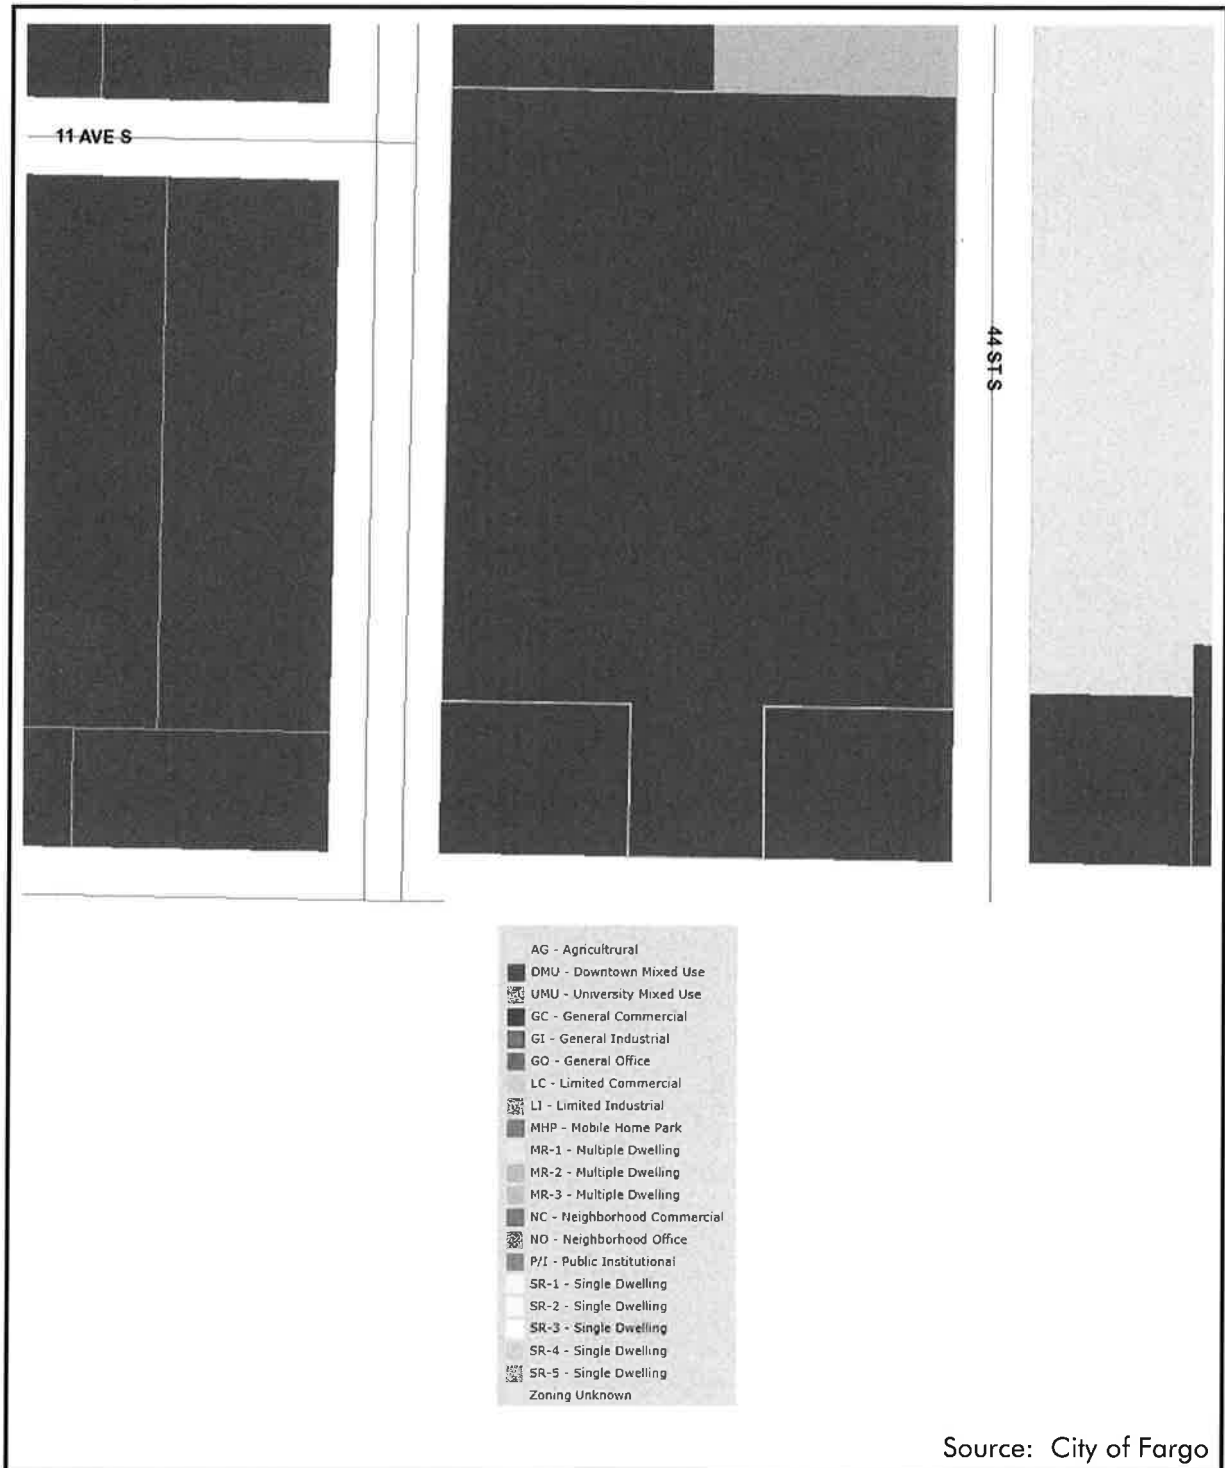 11 AVE S
44 ST S
AG - Agricultrural
DMU - Downtown Mixed Use
UMU - University Mixed Use
GC - General Commercial
GI - General Industrial
GO - General Office
LC - Limited Commercial
LI - Limited Industrial
MHP - Mobile Home Park
MR-1 - Multiple Dwelling
MR-2 - Multiple Dwelling
MR-3 - Multiple Dwelling
NC - Neighborhood Commercial
NO - Neighborhood Office
P/I - Public Institutional
SR-1 - Single Dwelling
SR-2 - Single Dwelling
SR-3 - Single Dwelling
SR-4 - Single Dwelling
SR-5 - Single Dwelling
Zoning Unknown
Source: City of Fargo